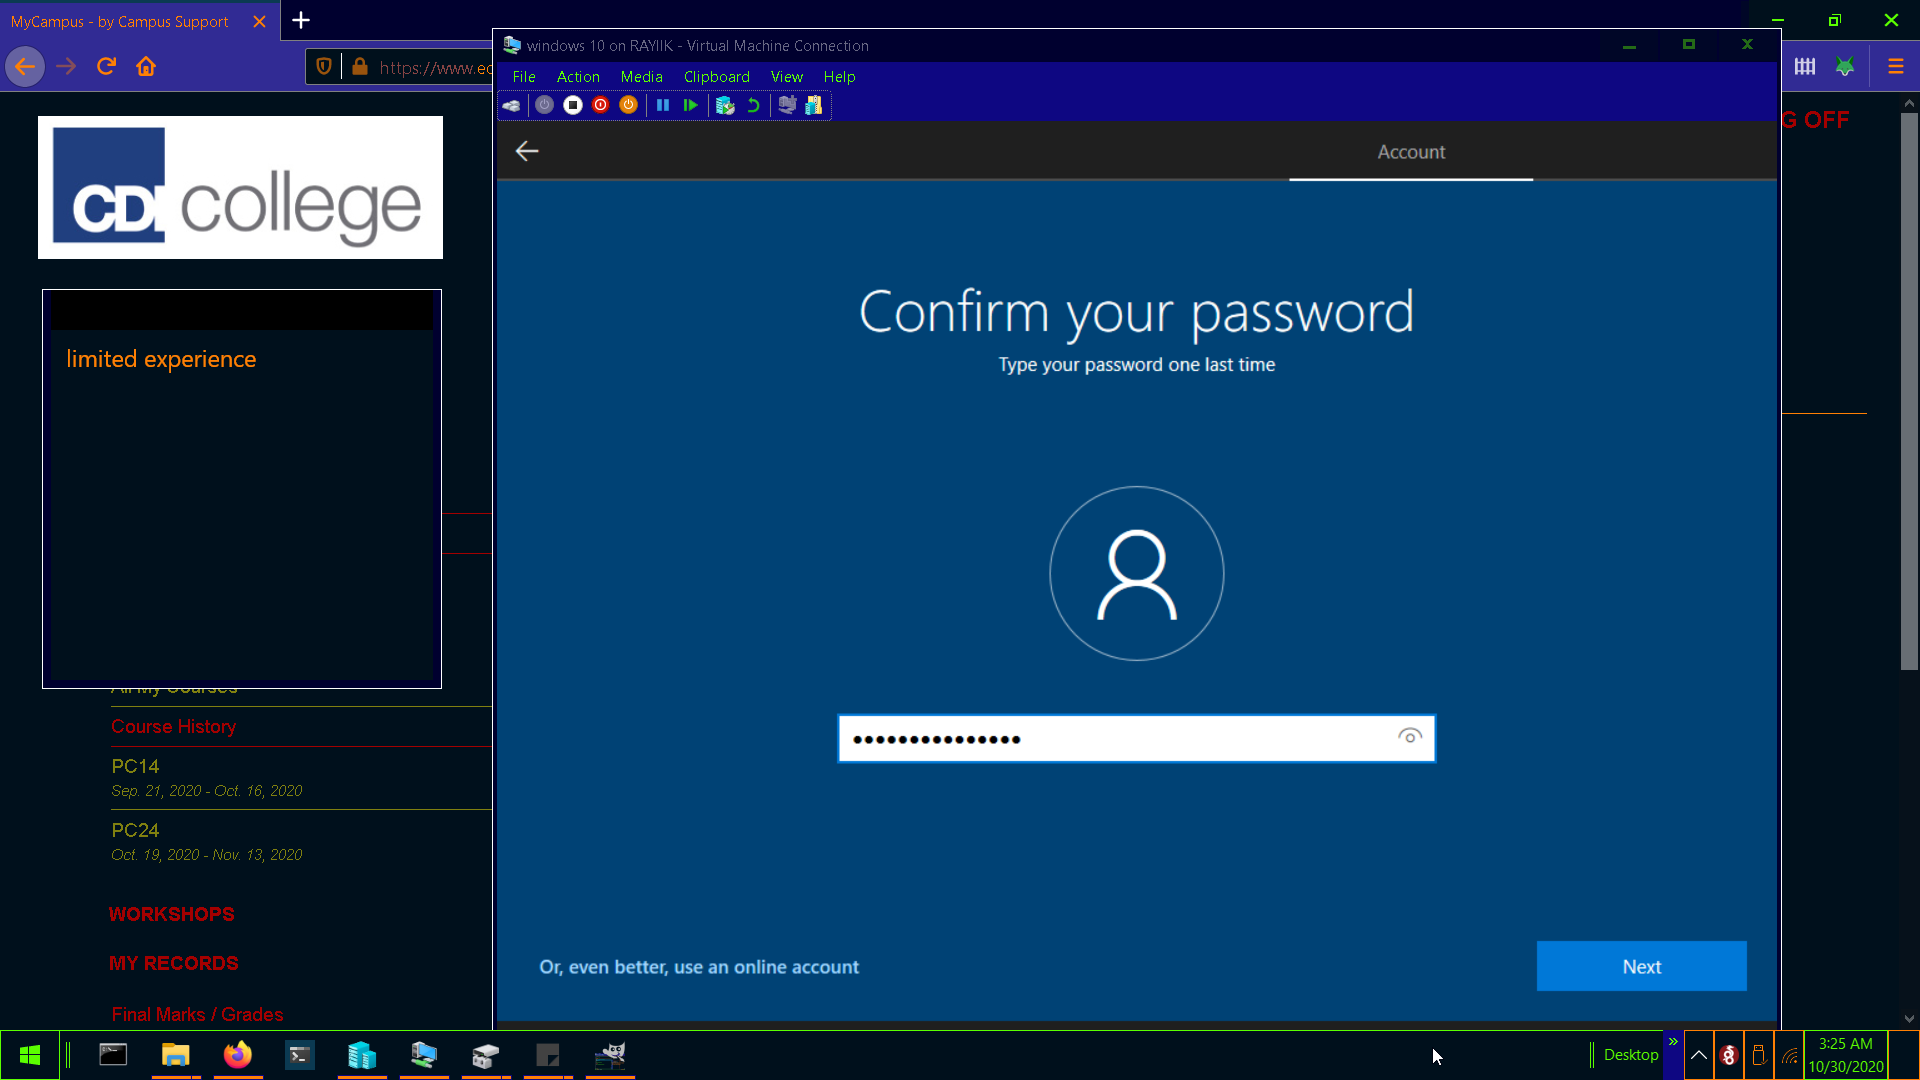 MyCampus - by Campus Support
https://www.ec
windows 10 on RAYIIK - Virtual Machine Connection
File Action Media Clipboard View Help
G OFF
CDI college
Account
limited experience
Confirm your password
Type your password one last time
All My Courses
Course History
PC14
Sep. 21, 2020 - Oct. 16, 2020
PC24
Oct. 19, 2020 - Nov. 13, 2020
WORKSHOPS
MY RECORDS
Final Marks / Grades
Or, even better, use an online account
Next
Desktop
3:25 AM
10/30/2020